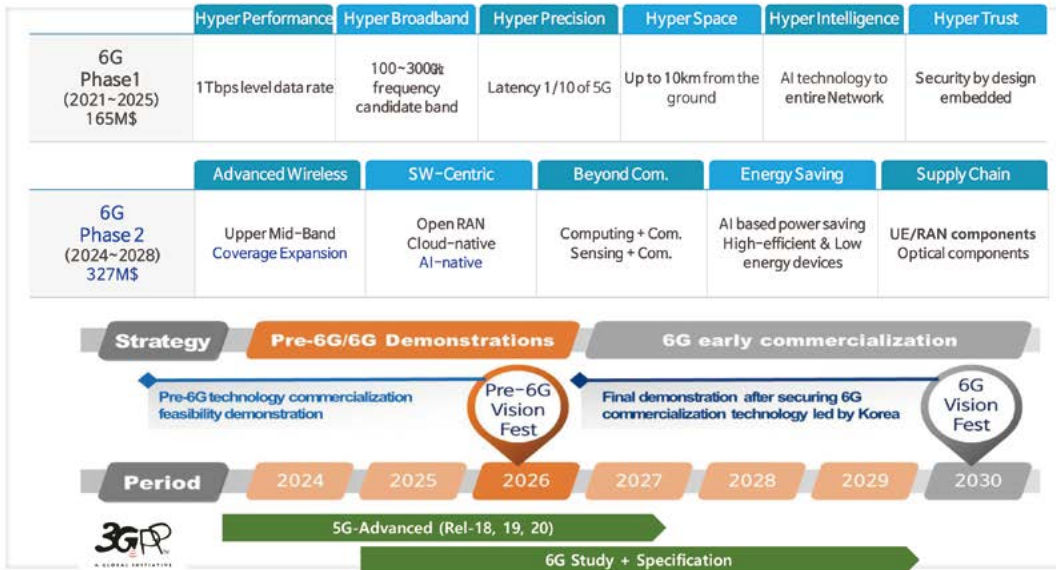 Hyper Performance Hyper Broadband Hyper Precision Hyper Space Hyper Intelligence Hyper Trust
6G
Phase1
(2021~2025)
165M$
1Tbps level data rate
100~300㎓
frequency
candidate band
Latency 1/10 of 5G
Up to 10km from the
ground
AI technology to
entire Network
Security by design
embedded
Advanced Wireless SW-Centric Beyond Com. Energy Saving Supply Chain
6G
Phase 2
(2024~2028)
327M$
Upper Mid-Band
Coverage Expansion
Open RAN
Cloud-native
AI-native
Computing + Com.
Sensing + Com.
AI based power saving
High-efficient & Low
energy devices
UE/RAN components
Optical components
Strategy Pre-6G/6G Demonstrations 6G early commercialization
Pre-6G technology commercialization
feasibility demonstration
Pre-6G
Vision
Fest
Final demonstration after securing 6G
commercialization technology led by Korea
6G
Vision
Fest
Period 2024 2025 2026 2027 2028 2029 2030
3GPP™
A GLOBAL INITIATIVE
5G-Advanced (Rel-18, 19, 20)
6G Study + Specification